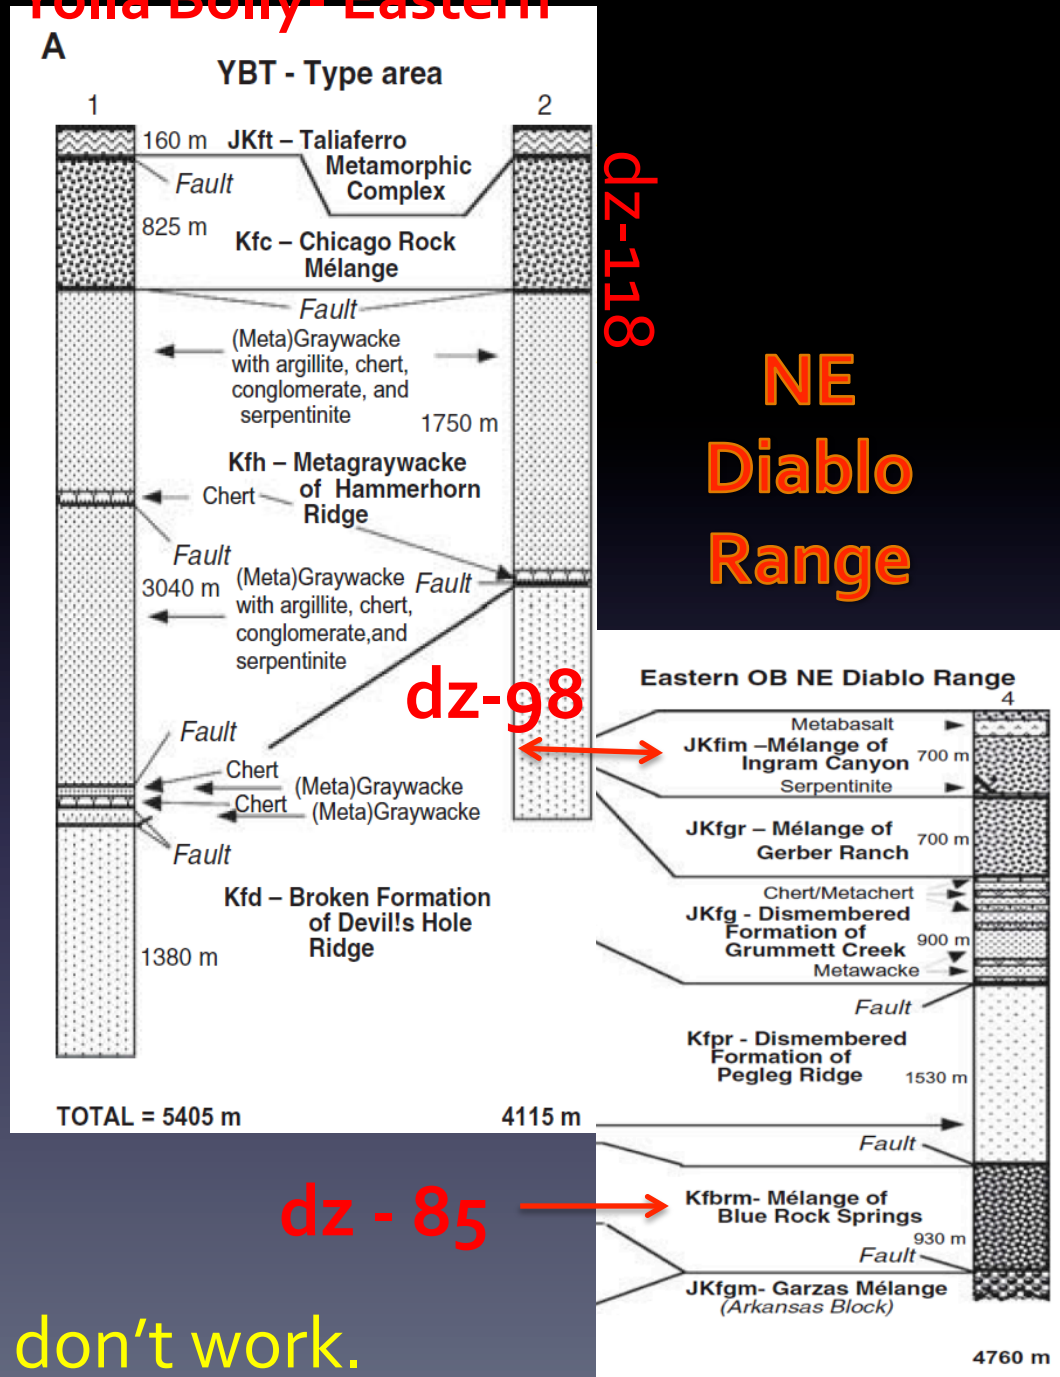 Yolla Bolly- Eastern
A
YBT - Type area
1
2
160 m
JKft – Taliaferro
Metamorphic
Complex
Fault
825 m
Kfc – Chicago Rock
Mélange
Fault
(Meta)Graywacke
with argillite, chert,
conglomerate, and
serpentinite
1750 m
Kfh – Metagraywacke
of Hammerhorn
Ridge
Chert
Fault
3040 m
(Meta)Graywacke
with argillite, chert,
conglomerate,and
serpentinite
Fault
Fault
Chert
(Meta)Graywacke
Chert
(Meta)Graywacke
Fault
Kfd – Broken Formation
of Devil!s Hole
Ridge
1380 m
TOTAL = 5405 m
4115 m
dz-118
dz-98
NE
Diablo
Range
Eastern OB NE Diablo Range
4
Metabasalt
JKfim –Mélange of
Ingram Canyon
700 m
Serpentinite
JKfgr – Mélange of
Gerber Ranch
700 m
Chert/Metachert
JKfg - Dismembered
Formation of
Grummett Creek
900 m
Metawacke
Fault
Kfpr - Dismembered
Formation of
Pegleg Ridge
1530 m
Fault
Kfbrm- Mélange of
Blue Rock Springs
930 m
Fault
JKfgm- Garzas Mélange
(Arkansas Block)
4760 m
dz - 85
don't work.